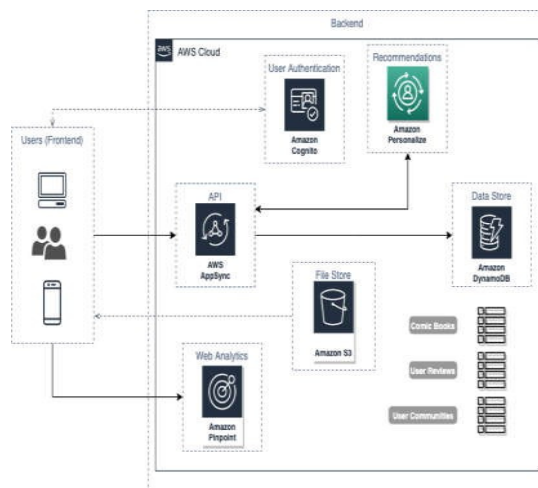 Backend
aws
AWS Cloud
User Authentication
Amazon
Cognito
Recommendations
Amazon
Personalize
Users (Frontend)
API
AWS
AppSync
Data Store
Amazon
DynamoDB
File Store
Amazon S3
Comic Books
User Reviews
User Communities
Web Analytics
Amazon
Pinpoint